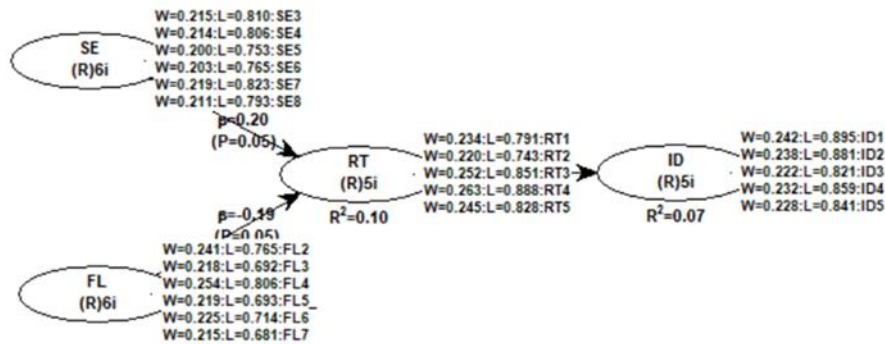 W=0.215:L=0.810:SE3
W=0.214:L=0.806:SE4
W=0.200:L=0.753:SE5
W=0.203:L=0.765:SE6
W=0.219:L=0.823:SE7
W=0.211:L=0.793:SE8
SE
(R)6i
β=0.20
(P=0.05)
W=0.234:L=0.791:RT1
W=0.220:L=0.743:RT2
W=0.252:L=0.851:RT3
W=0.263:L=0.888:RT4
W=0.245:L=0.828:RT5
RT
(R)5i
R²=0.10
W=0.242:L=0.895:ID1
W=0.238:L=0.881:ID2
W=0.222:L=0.821:ID3
W=0.232:L=0.859:ID4
W=0.228:L=0.841:ID5
ID
(R)5i
R²=0.07
β=-0.19
(P=0.05)
W=0.241:L=0.765:FL2
W=0.218:L=0.692:FL3
W=0.254:L=0.806:FL4
W=0.219:L=0.693:FL5_
W=0.225:L=0.714:FL6
W=0.215:L=0.681:FL7
FL
(R)6i